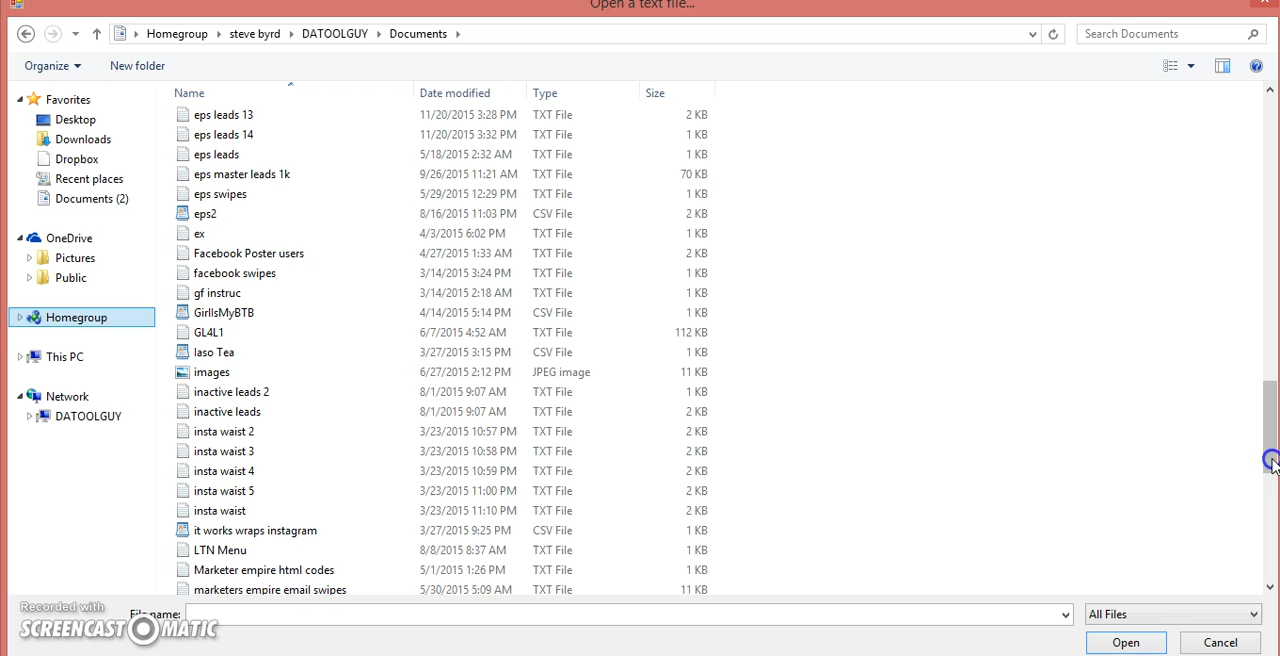 Open a text file...
Homegroup steve byrd DATOOLGUY Documents
Search Documents
Organize New folder
Name Date modified Type Size
Favorites
Desktop
Downloads
Dropbox
Recent places
Documents (2)
OneDrive
Pictures
Public
Homegroup
This PC
Network
DATOOLGUY
eps leads 13 11/20/2015 3:28 PM TXT File 2 KB
eps leads 14 11/20/2015 3:32 PM TXT File 1 KB
eps leads 5/18/2015 2:32 AM TXT File 1 KB
eps master leads 1k 9/26/2015 11:21 AM TXT File 70 KB
eps swipes 5/29/2015 12:29 PM TXT File 1 KB
eps2 8/16/2015 11:03 PM CSV File 2 KB
ex 4/3/2015 6:02 PM TXT File 1 KB
Facebook Poster users 4/27/2015 1:33 AM TXT File 2 KB
facebook swipes 3/14/2015 3:24 PM TXT File 1 KB
gf instruc 3/14/2015 2:18 AM TXT File 1 KB
GirlIsMyBTB 4/14/2015 5:14 PM CSV File 1 KB
GL4L1 6/7/2015 4:52 AM TXT File 112 KB
Iaso Tea 3/27/2015 3:15 PM CSV File 1 KB
images 6/27/2015 2:12 PM JPEG image 11 KB
inactive leads 2 8/1/2015 9:07 AM TXT File 1 KB
inactive leads 8/1/2015 9:07 AM TXT File 2 KB
insta waist 2 3/23/2015 10:57 PM TXT File 2 KB
insta waist 3 3/23/2015 10:58 PM TXT File 2 KB
insta waist 4 3/23/2015 10:59 PM TXT File 2 KB
insta waist 5 3/23/2015 11:00 PM TXT File 2 KB
insta waist 3/23/2015 11:10 PM TXT File 2 KB
it works wraps instagram 3/27/2015 9:25 PM CSV File 1 KB
LTN Menu 8/8/2015 8:37 AM TXT File 1 KB
Marketer empire html codes 5/1/2015 1:26 PM TXT File 1 KB
marketers empire email swipes 5/30/2015 5:09 AM TXT File 11 KB
File name:
All Files
Open Cancel
Recorded with
SCREENCAST-O-MATIC